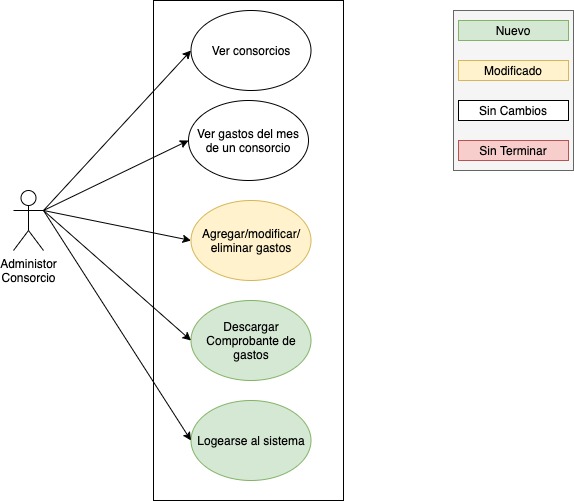 Ver consorcios
Ver gastos del mes
de un consorcio
Agregar/modificar/
eliminar gastos
Descargar
Comprobante de
gastos
Logearse al sistema
Administor
Consorcio
Nuevo
Modificado
Sin Cambios
Sin Terminar